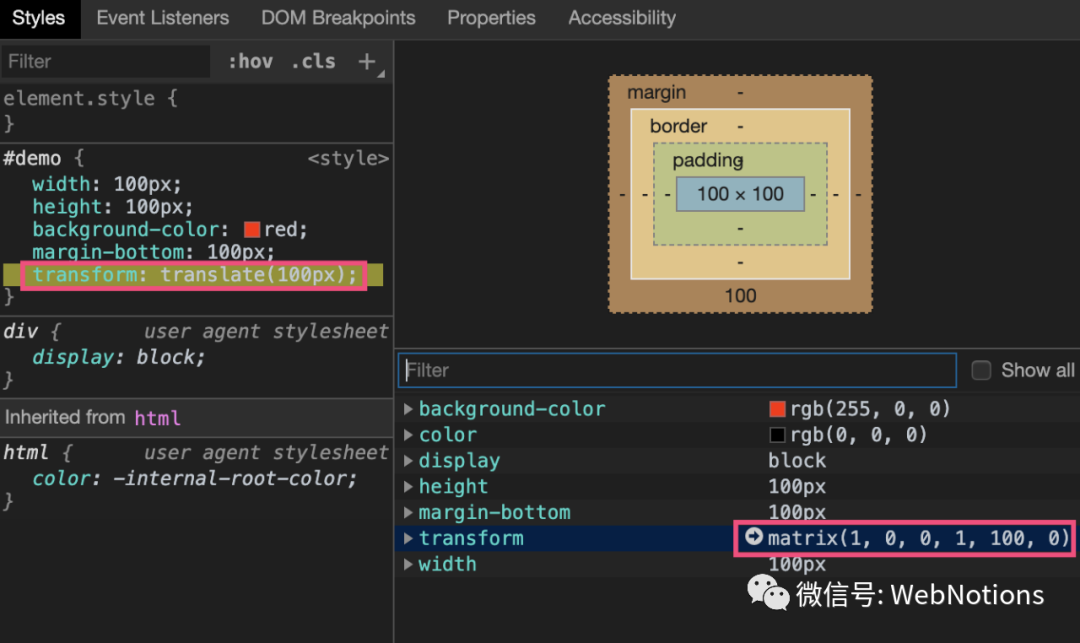 Styles Event Listeners DOM Breakpoints Properties Accessibility
Filter :hov .cls +
element.style {
}
#demo { <style>
width: 100px;
height: 100px;
background-color: red;
margin-bottom: 100px;
transform: translate(100px);
}
div { user agent stylesheet
display: block;
}
Inherited from html
html { user agent stylesheet
color: -internal-root-color;
}
margin -
border -
padding -
- - - 100 × 100 - - -
-
-
100
Filter Show all
background-color rgb(255, 0, 0)
color rgb(0, 0, 0)
display block
height 100px
margin-bottom 100px
transform matrix(1, 0, 0, 1, 100, 0)
width 100px
微信号: WebNotions